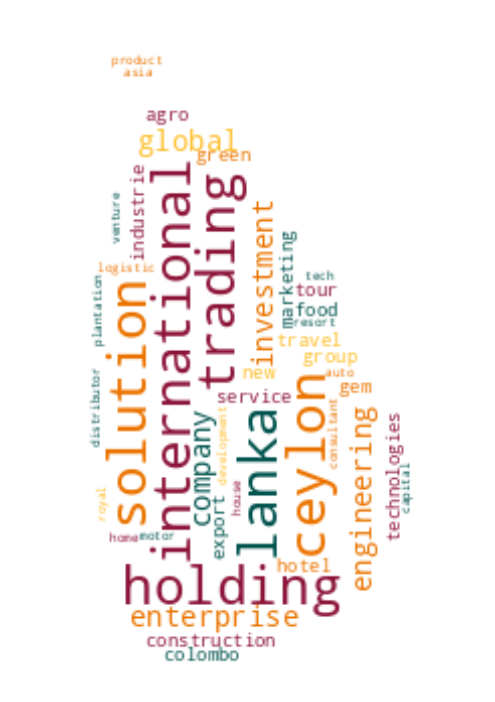 product
asia
agro
global
green
industrie
international
trading
venture
investment
marketing
logistic
plantation
solution
tech
tour
food
resort
travel
group
new
auto
gem
service
distributor
company
lanka
ceylon
development
consultant
engineering
technologies
capital
royal
export
house
home
motor
hotel
holding
enterprise
construction
colombo